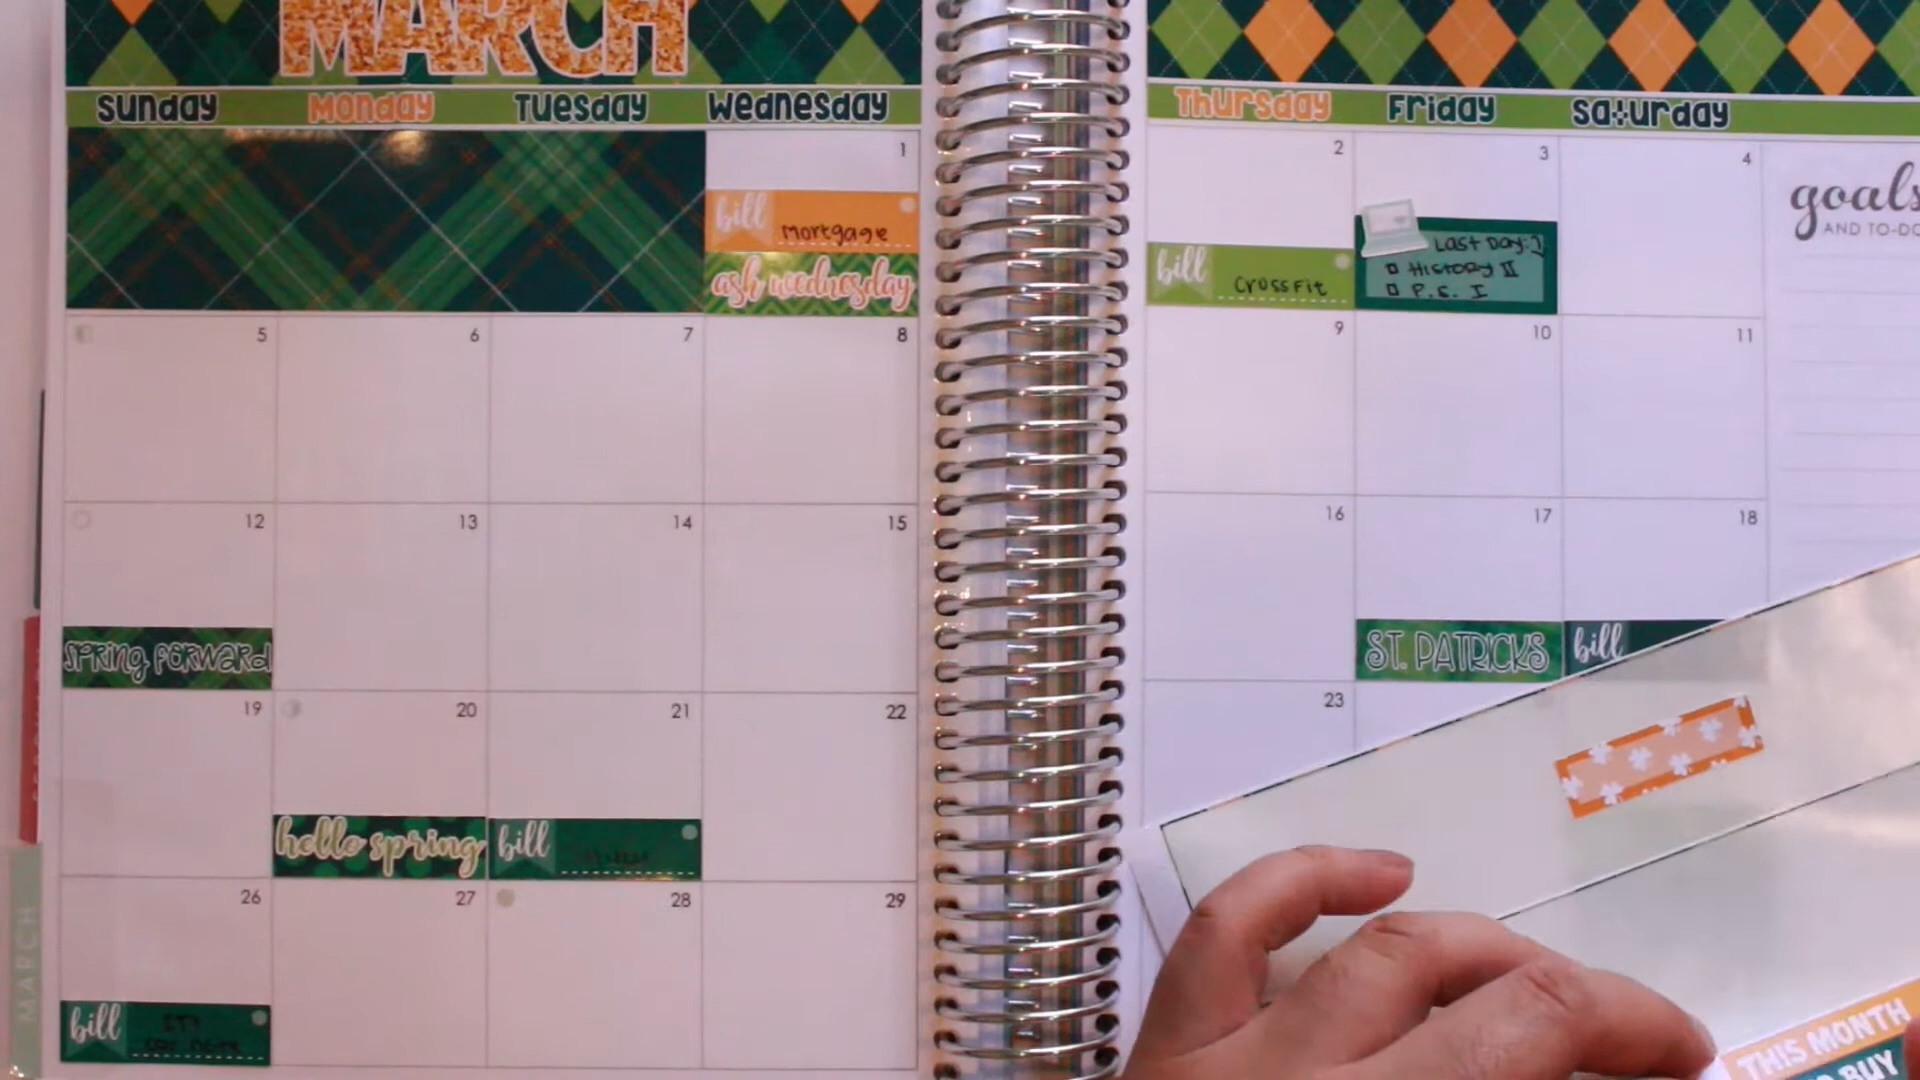 MARCH
Sunday Monday Tuesday Wednesday Thursday Friday Saturday
1 2 3 4
bill Mortgage
ash wednesday
bill CrossFit
Last Day:
History II
P.S. I
goals
AND TO-DO
5 6 7 8 9 10 11
12 13 14 15 16 17 18
SPRING FORWARD
ST. PATRICKS
bill
19 20 21 22 23
hello spring
bill
26 27 28 29
bill
MARCH
THIS MONTH
BUY